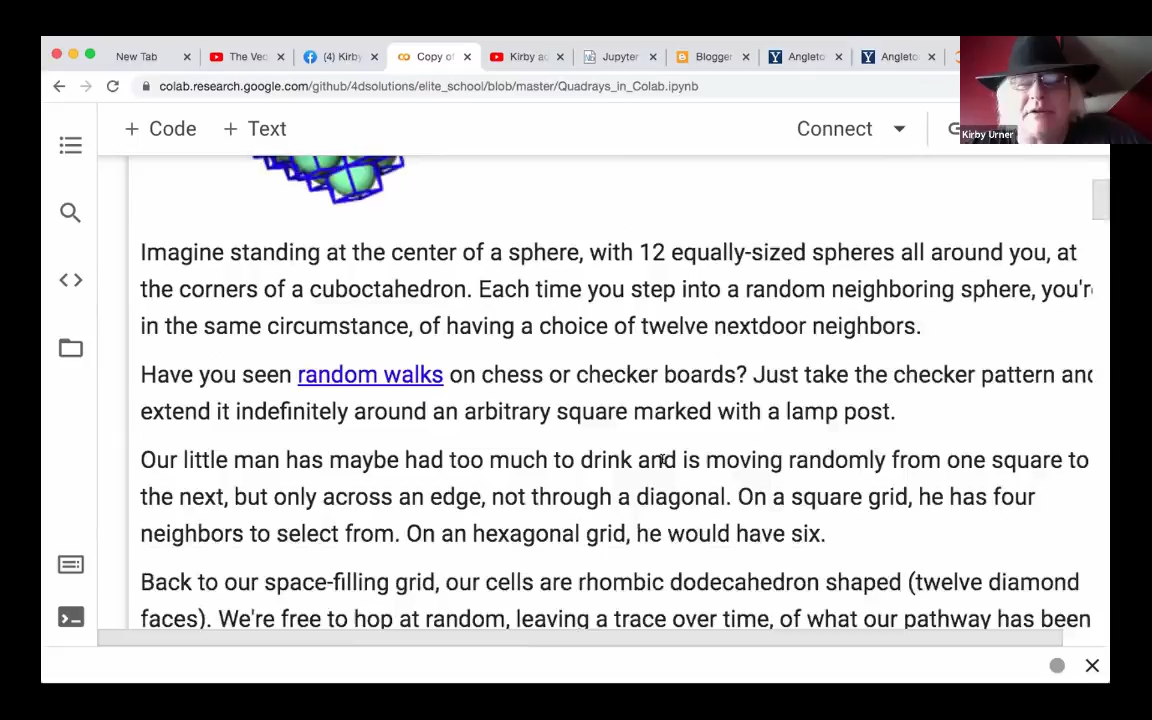 New Tab
The Vec
(4) Kirby
Copy of
Kirby ac
Jupyter
Blogger
Angleto
Angleto
colab.research.google.com/github/4dsolutions/elite_school/blob/master/Quadrays_in_Colab.ipynb
+ Code + Text
Connect
Kirby Urner
Imagine standing at the center of a sphere, with 12 equally-sized spheres all around you, at
the corners of a cuboctahedron. Each time you step into a random neighboring sphere, you're
in the same circumstance, of having a choice of twelve nextdoor neighbors.
Have you seen random walks on chess or checker boards? Just take the checker pattern and
extend it indefinitely around an arbitrary square marked with a lamp post.
Our little man has maybe had too much to drink and is moving randomly from one square to
the next, but only across an edge, not through a diagonal. On a square grid, he has four
neighbors to select from. On an hexagonal grid, he would have six.
Back to our space-filling grid, our cells are rhombic dodecahedron shaped (twelve diamond
faces). We're free to hop at random, leaving a trace over time, of what our pathway has been